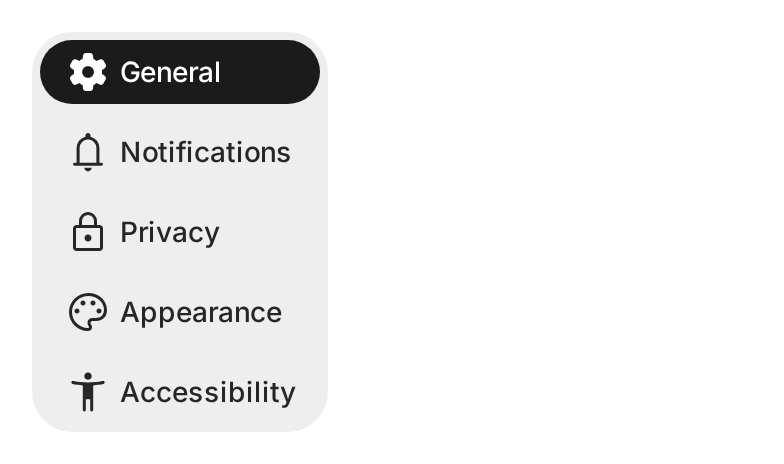 General
Notifications
Privacy
Appearance
Accessibility